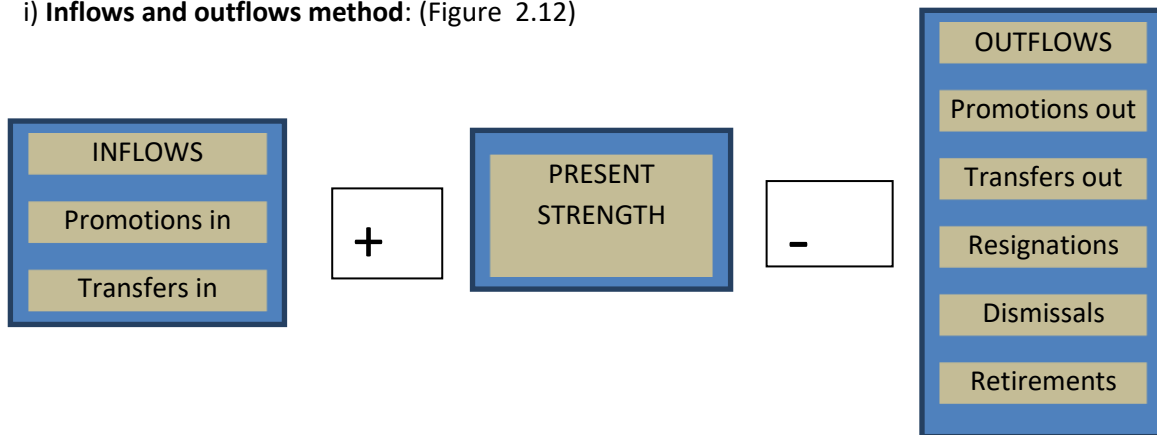 i) Inflows and outflows method: (Figure 2.12)
INFLOWS
Promotions in
Transfers in
+
PRESENT
STRENGTH
-
OUTFLOWS
Promotions out
Transfers out
Resignations
Dismissals
Retirements